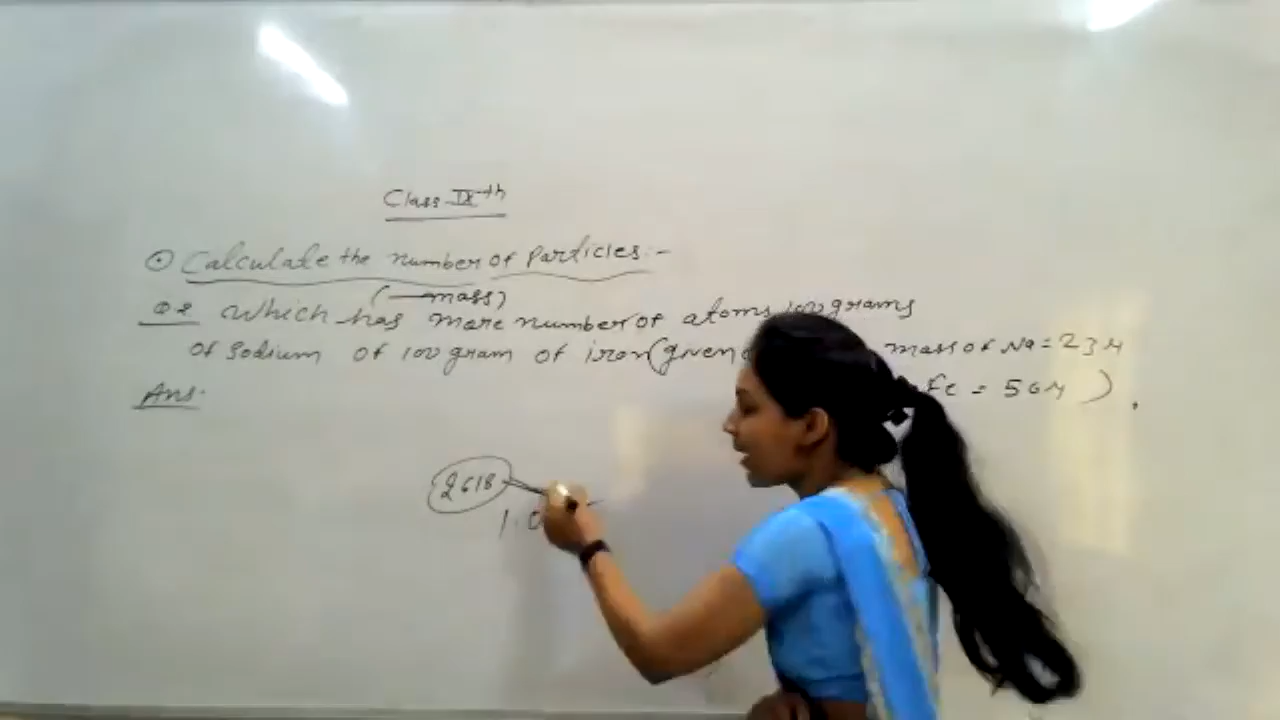 Class IXth
⊙ Calculate the number of Particles:-
(—mass)
Q2 Which has more number of atoms, 100 grams
of Sodium of 100 gram of iron (given mass of Na = 23u
Fe = 56u).
Ans.
2618
1.0